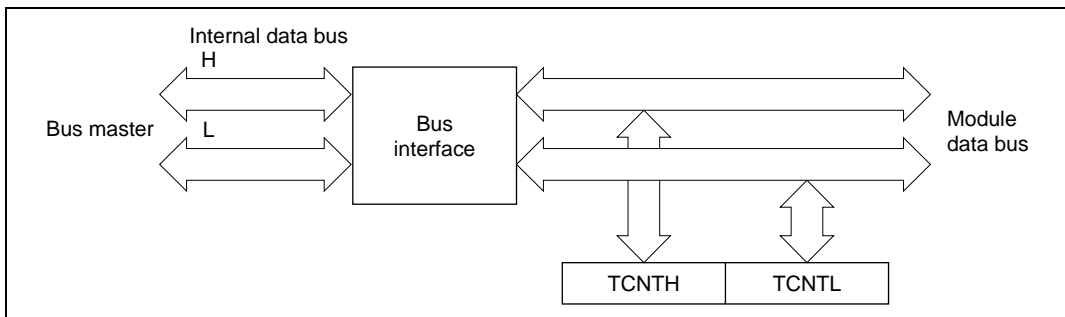 Internal data bus
H
Bus master
L
Bus
interface
Module
data bus
TCNTH
TCNTL